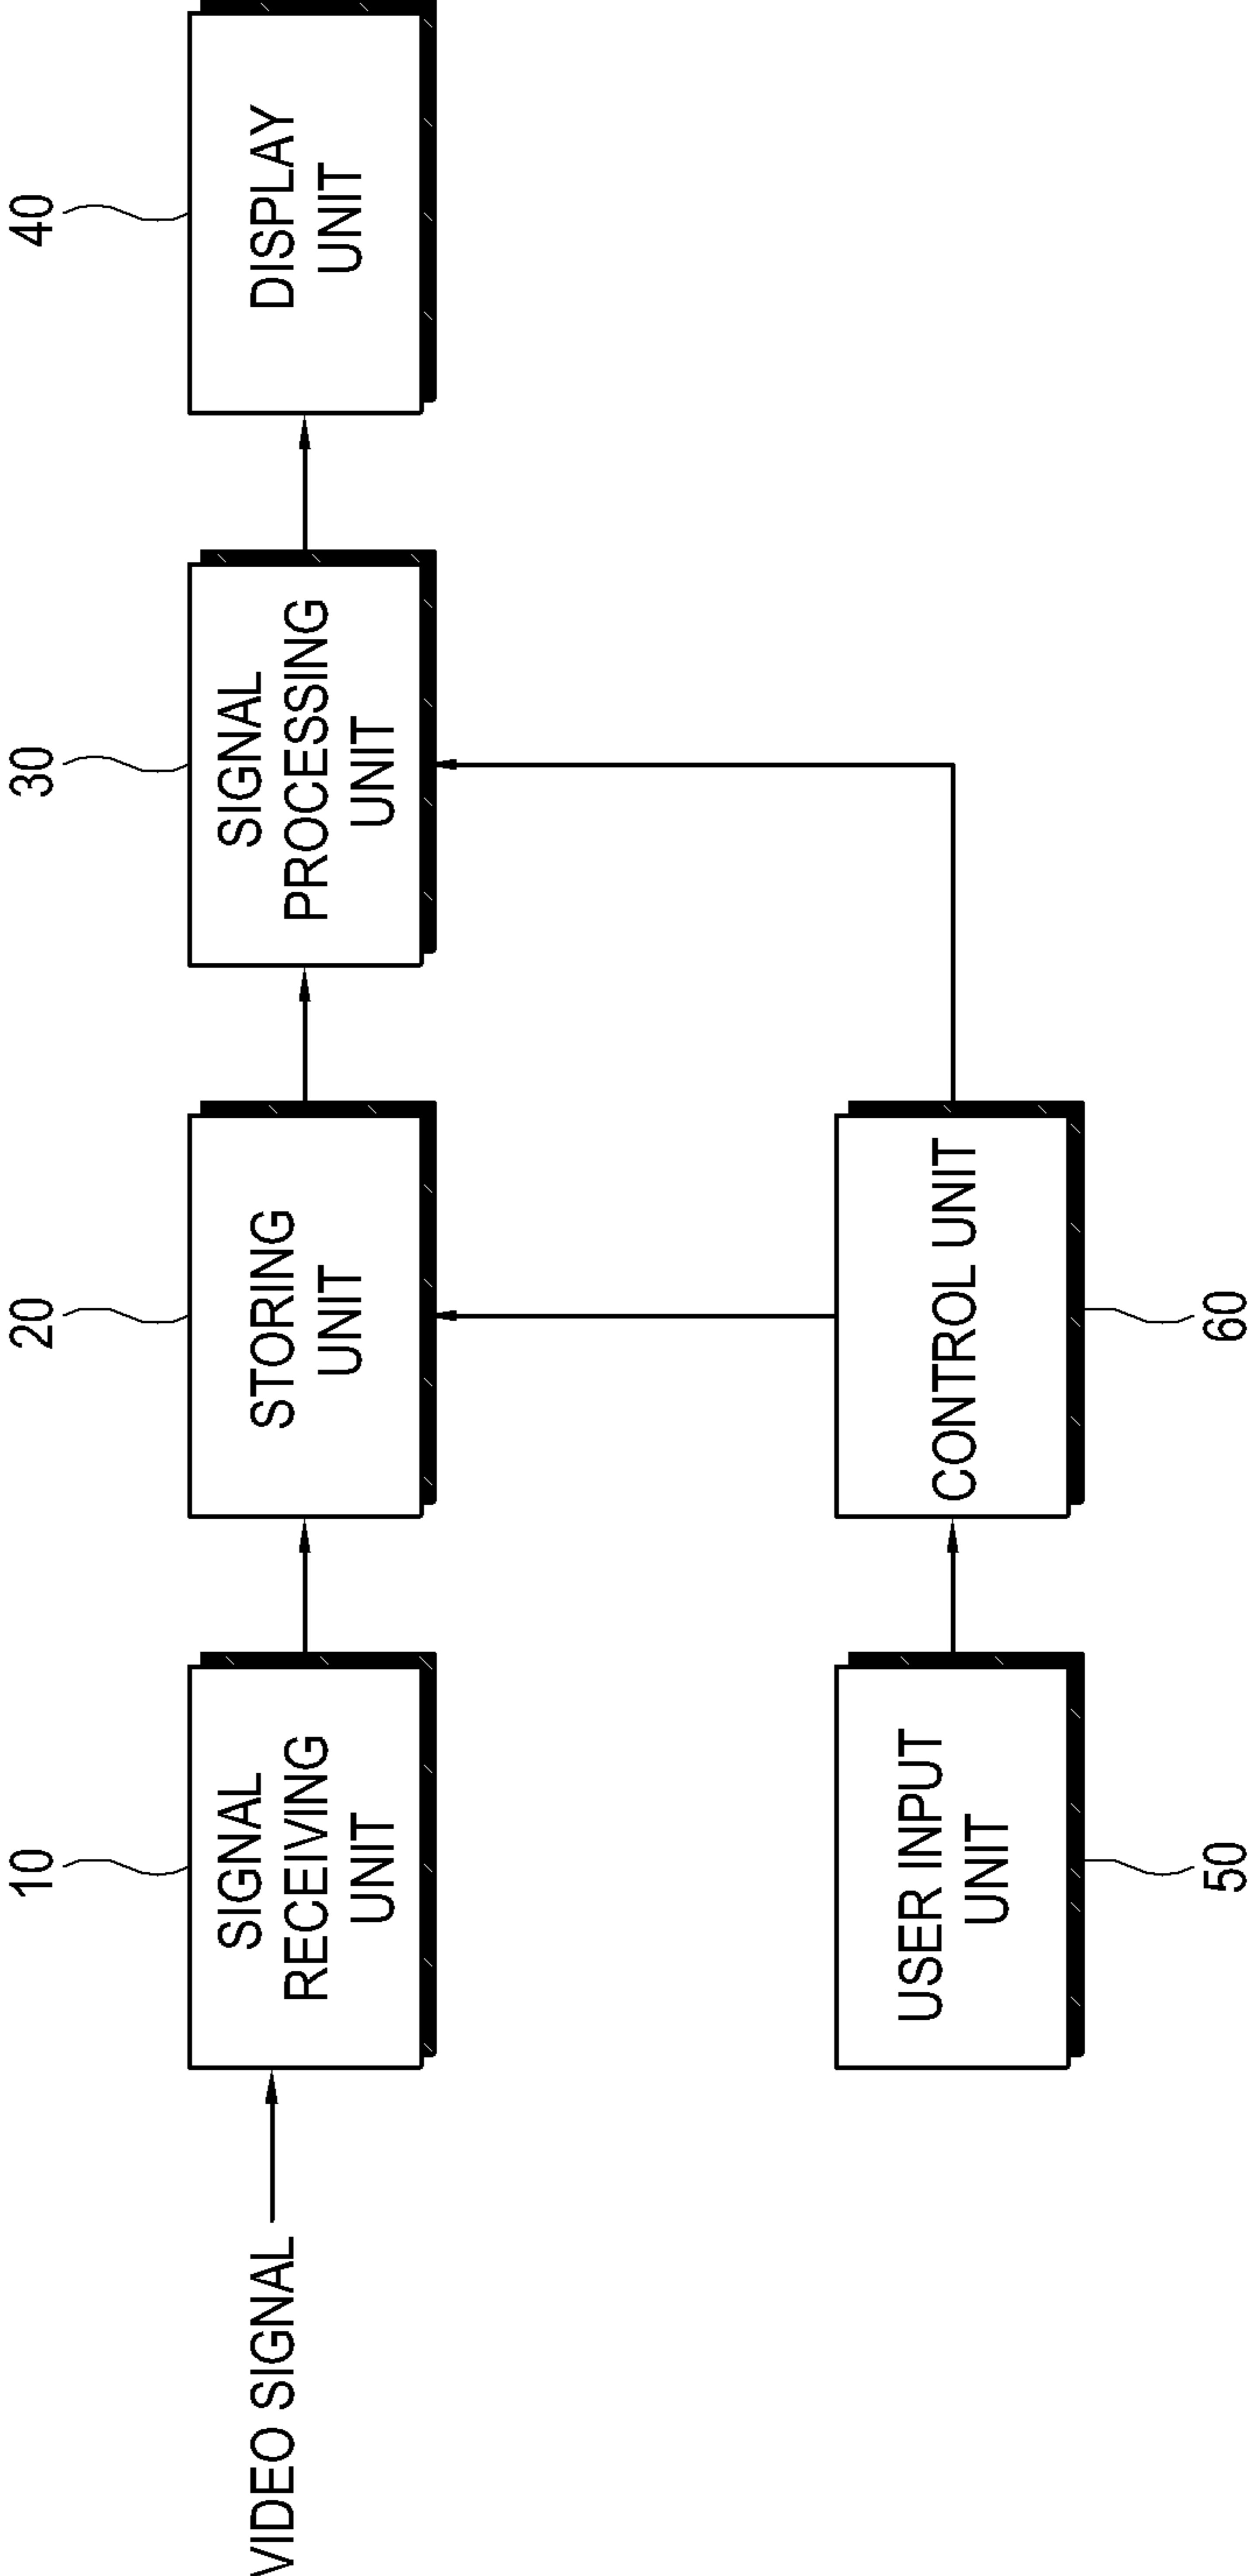 10
20
30
40
VIDEO SIGNAL
SIGNAL
RECEIVING
UNIT
STORING
UNIT
SIGNAL
PROCESSING
UNIT
DISPLAY
UNIT
USER INPUT
UNIT
CONTROL UNIT
50
60